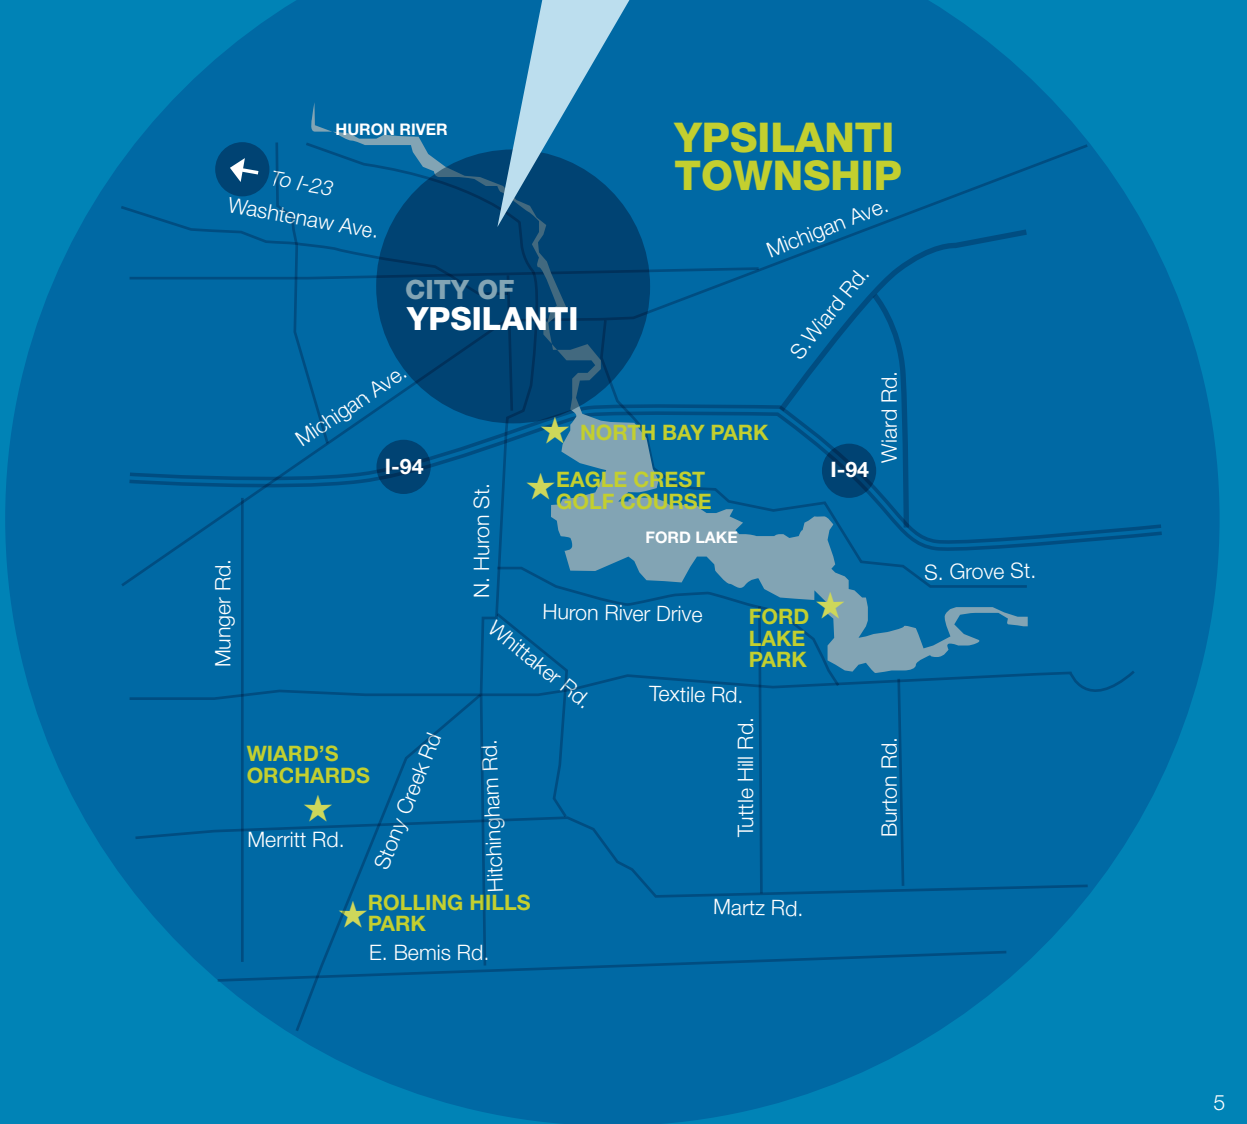 HURON RIVER
YPSILANTI
TOWNSHIP
To I-23
Washtenaw Ave.
Michigan Ave.
CITY OF
YPSILANTI
S.Wiard Rd.
Michigan Ave.
Wiard Rd.
NORTH BAY PARK
I-94
I-94
EAGLE CREST
GOLF COURSE
N. Huron St.
FORD LAKE
S. Grove St.
Munger Rd.
Huron River Drive
FORD
LAKE
PARK
Whittaker Rd.
Textile Rd.
WIARD'S
ORCHARDS
Stony Creek Rd
Hitchingham Rd.
Tuttle Hill Rd.
Burton Rd.
Merritt Rd.
ROLLING HILLS
PARK
Martz Rd.
E. Bemis Rd.
5